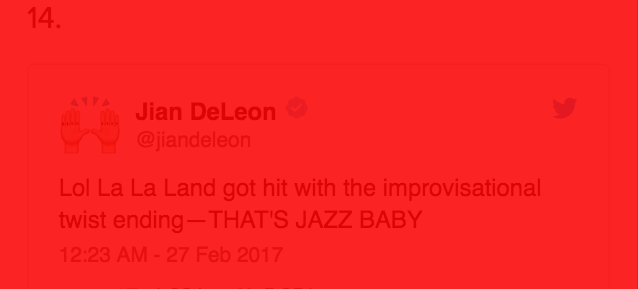 14.
Jian DeLeon
@jiandeleon
Lol La La Land got hit with the improvisational
twist ending—THAT'S JAZZ BABY
12:23 AM - 27 Feb 2017